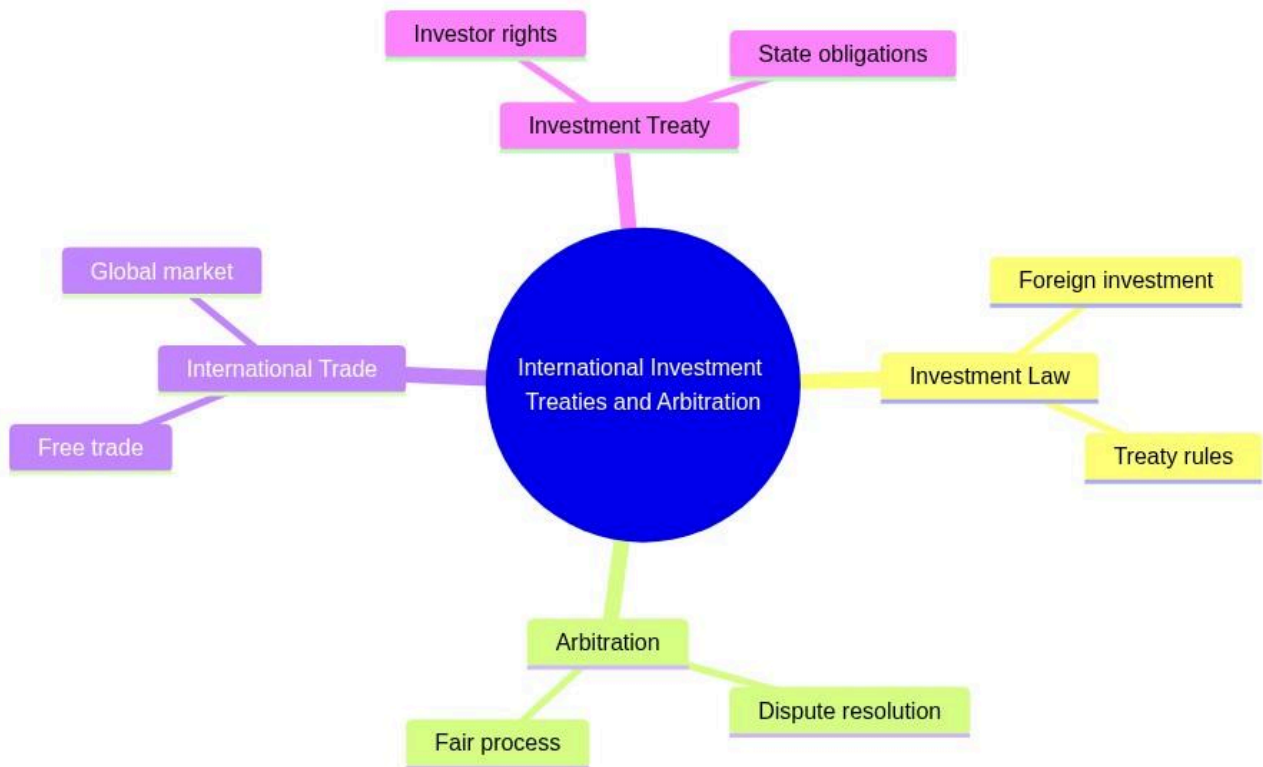 Investor rights
State obligations
Investment Treaty
Global market
International Trade
Free trade
International Investment
Treaties and Arbitration
Foreign investment
Investment Law
Treaty rules
Arbitration
Dispute resolution
Fair process